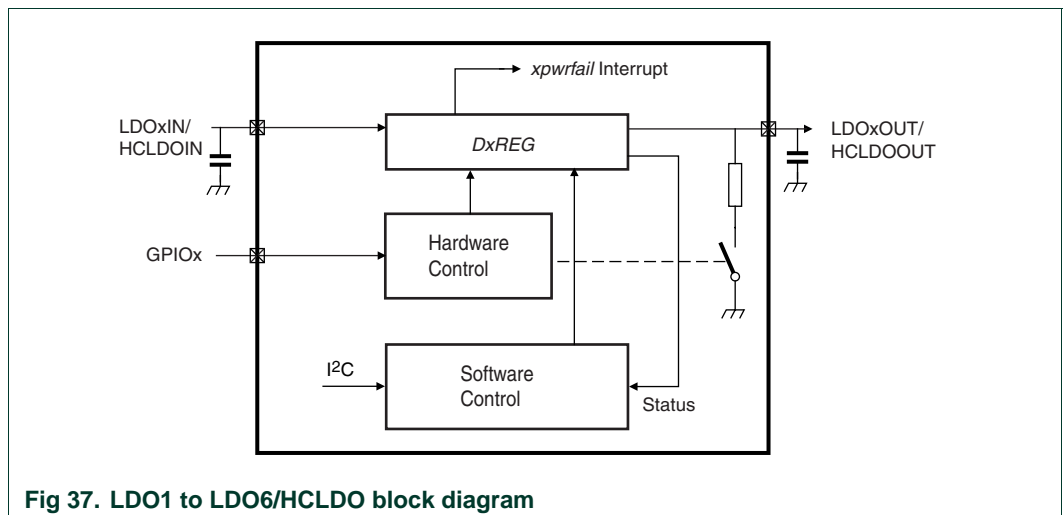 xpwrfail Interrupt
LDOxIN/
HCLDOIN
DxREG
LDOxOUT/
HCLDOOUT
GPIOx
Hardware
Control
I2C
Software
Control
Status
Fig 37. LDO1 to LDO6/HCLDO block diagram